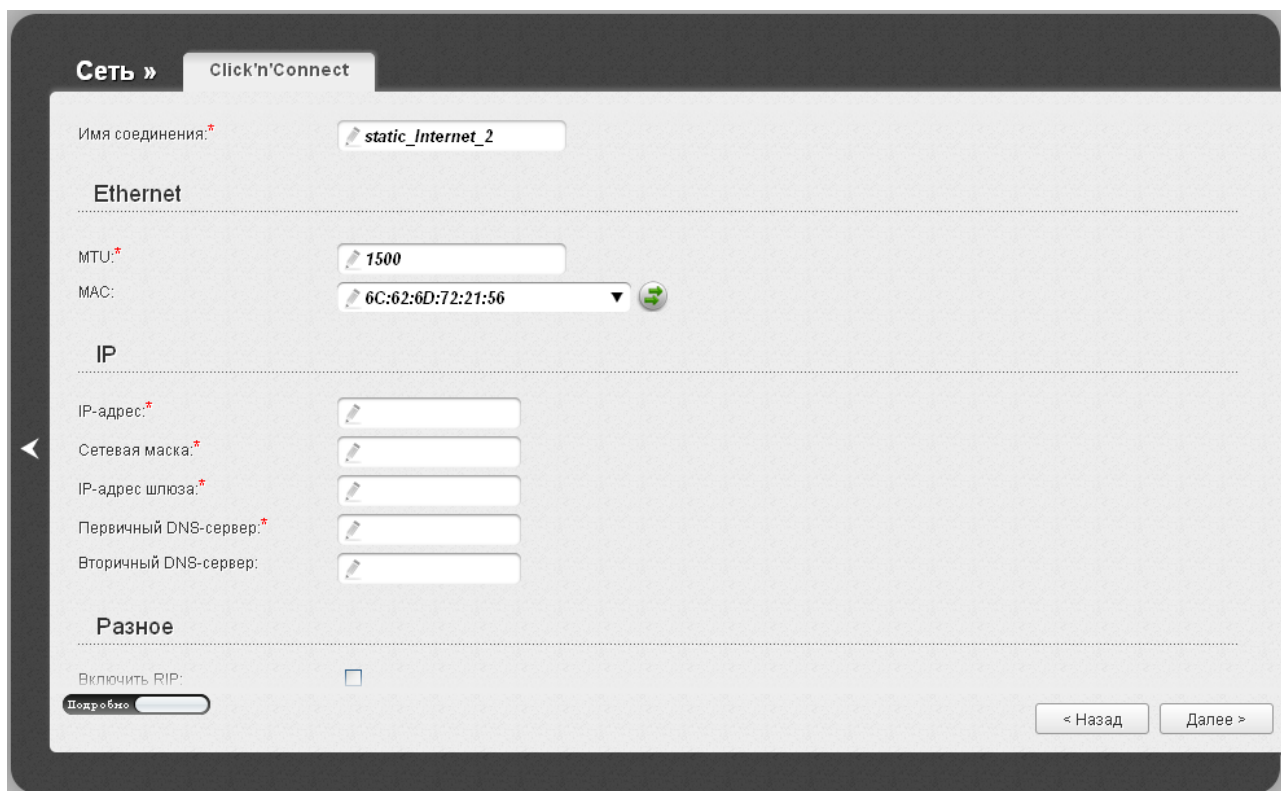 Сеть » Click'n'Connect
Имя соединения:* static_Internet_2
Ethernet
MTU:* 1500
MAC: 6C:62:6D:72:21:56
IP
IP-адрес:*
Сетевая маска:*
IP-адрес шлюза:*
Первичный DNS-сервер:*
Вторичный DNS-сервер:
Разное
Включить RIP:
Подробно
< Назад Далее >